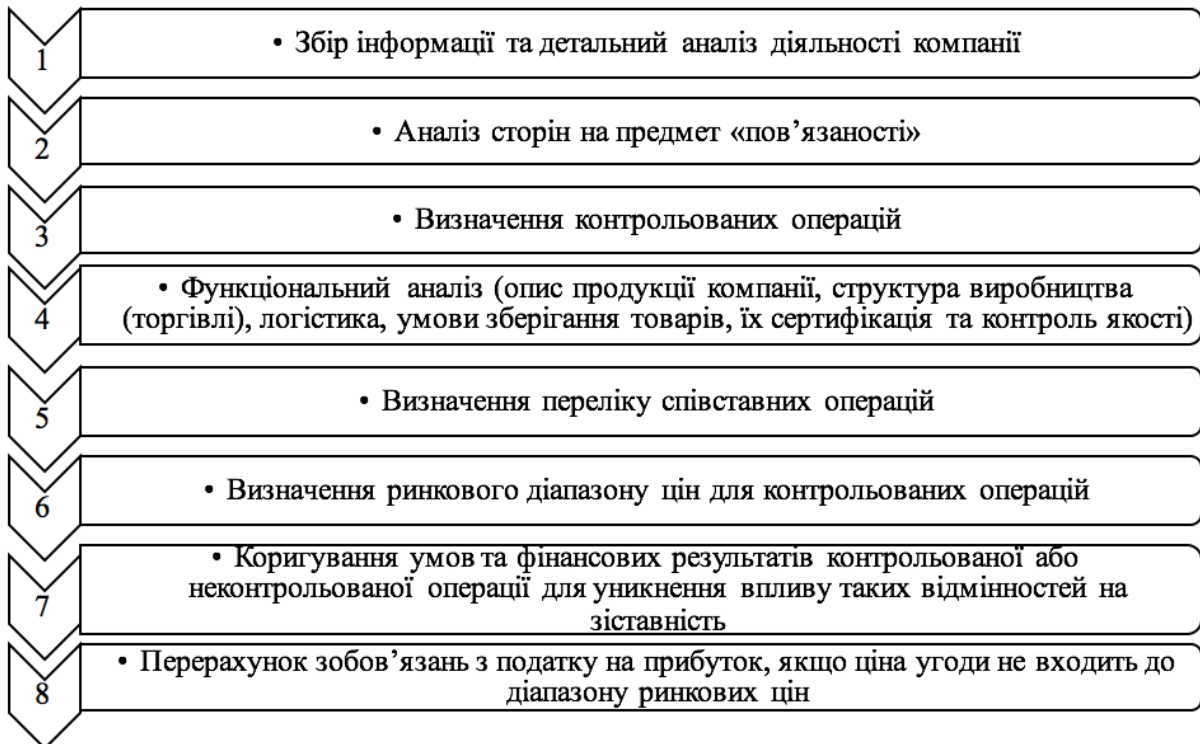 1
• Збір інформації та детальний аналіз діяльності компанії
2
• Аналіз сторін на предмет «пов’язаності»
3
• Визначення контрольованих операцій
4
• Функціональний аналіз (опис продукції компанії, структура виробництва
(торгівлі), логістика, умови зберігання товарів, їх сертифікація та контроль якості)
5
• Визначення переліку співставних операцій
6
• Визначення ринкового діапазону цін для контрольованих операцій
7
• Коригування умов та фінансових результатів контрольованої або
неконтрольованої операції для уникнення впливу таких відмінностей на
зіставність
8
• Перерахунок зобов’язань з податку на прибуток, якщо ціна угоди не входить до
діапазону ринкових цін